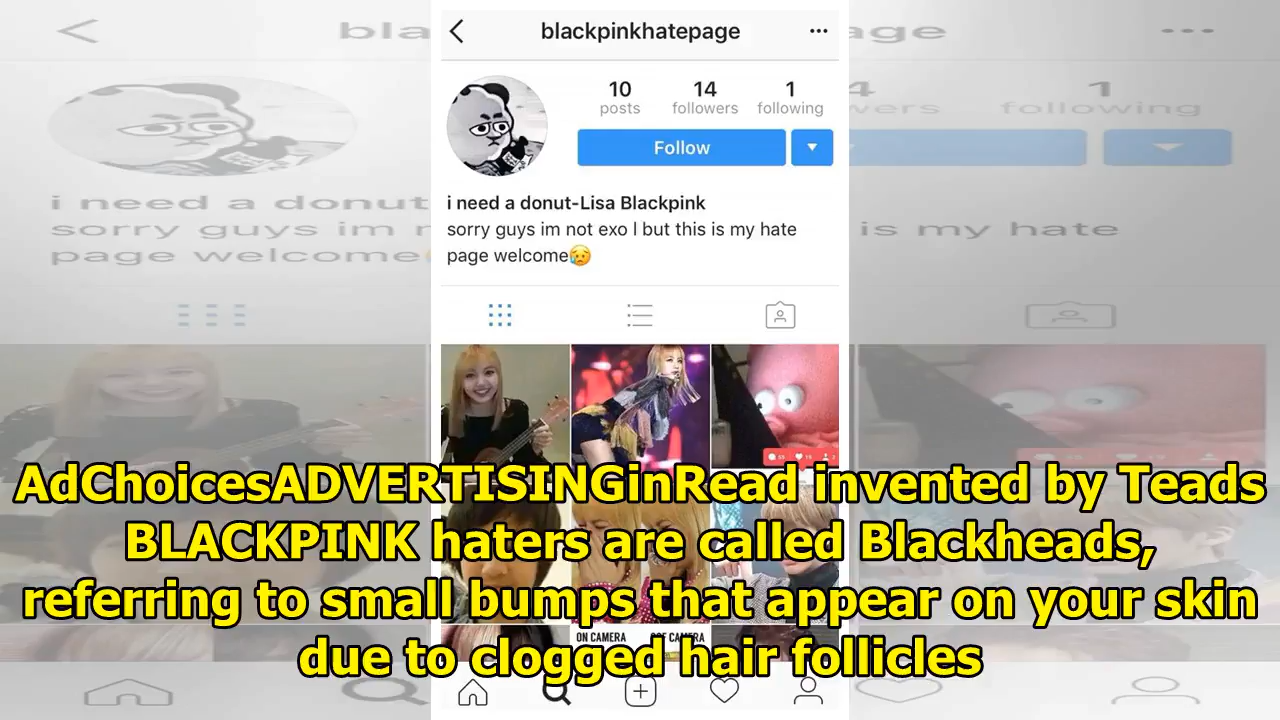 blackpinkhatepage
10 14 1
posts followers following
Follow
i need a donut-Lisa Blackpink
sorry guys im not exo l but this is my hate
page welcome😥
AdChoicesADVERTISINGinRead invented by Teads
BLACKPINK haters are called Blackheads,
referring to small bumps that appear on your skin
ON CAMERA
due to clogged hair follicles